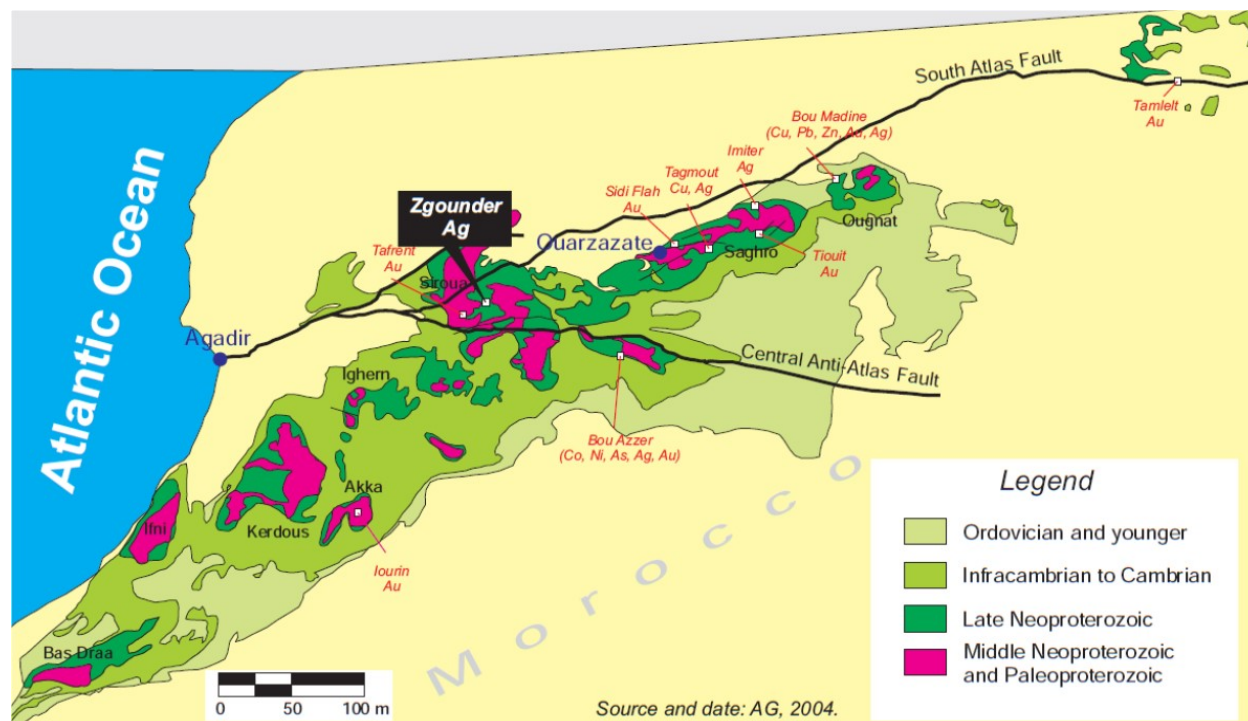 South Atlas Fault
Tamlelt
Au
Bou Madine
(Cu, Pb, Zn, Au, Ag)
Imiter
Ag
Tagmout
Cu, Ag
Sidi Flah
Au
Zgounder
Ag
Ougnat
Ouarzazate
Saghro
Tiouit
Au
Tafrent
Au
Siroua
Atlantic Ocean
Agadir
Central Anti-Atlas Fault
Ighern
Bou Azzer
(Co, Ni, As, Ag, Au)
Morocco
Akka
Ifni
Kerdous
Iourin
Au
Bas Draa
Legend
Ordovician and younger
Infracambrian to Cambrian
Late Neoproterozoic
Middle Neoproterozoic
and Paleoproterozoic
0 50 100 m
Source and date: AG, 2004.